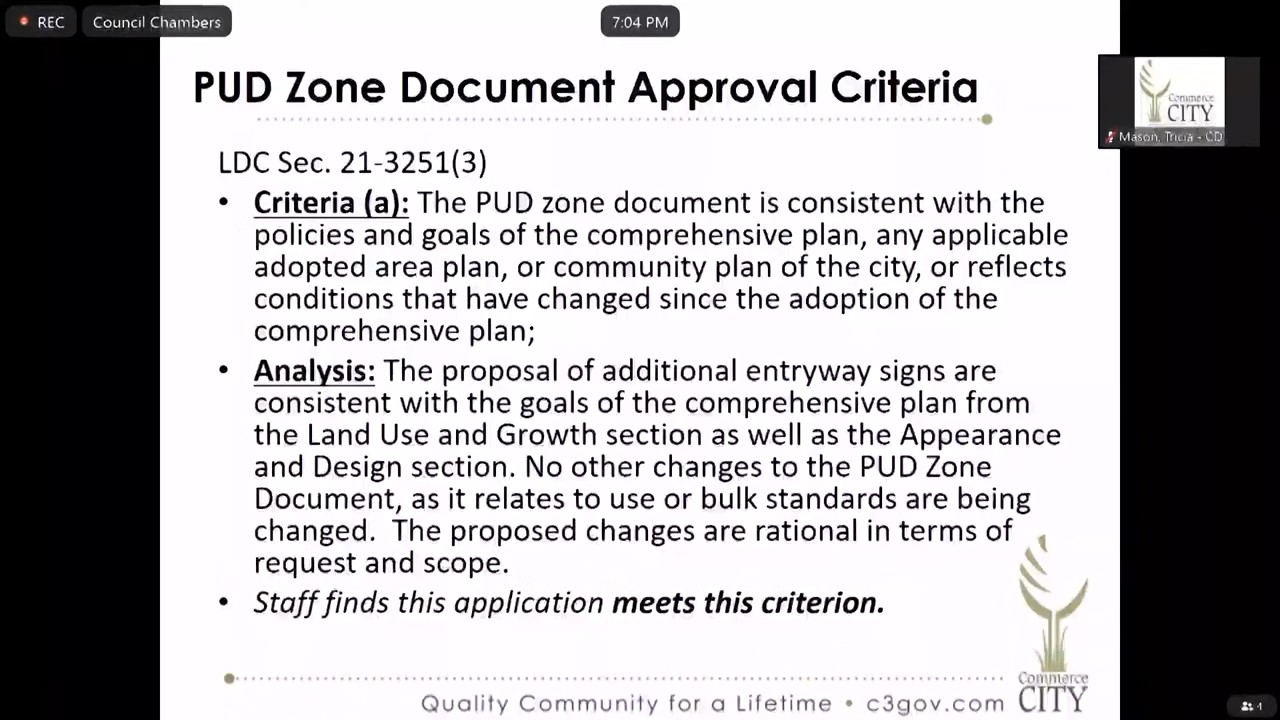 REC
Council Chambers
7:04 PM
PUD Zone Document Approval Criteria
Commerce
CITY
Mason, Tricia - CD
LDC Sec. 21-3251(3)
• Criteria (a): The PUD zone document is consistent with the
policies and goals of the comprehensive plan, any applicable
adopted area plan, or community plan of the city, or reflects
conditions that have changed since the adoption of the
comprehensive plan;
• Analysis: The proposal of additional entryway signs are
consistent with the goals of the comprehensive plan from
the Land Use and Growth section as well as the Appearance
and Design section. No other changes to the PUD Zone
Document, as it relates to use or bulk standards are being
changed.  The proposed changes are rational in terms of
request and scope.
• Staff finds this application meets this criterion.
Quality Community for a Lifetime • c3gov.com
Commerce
CITY
4